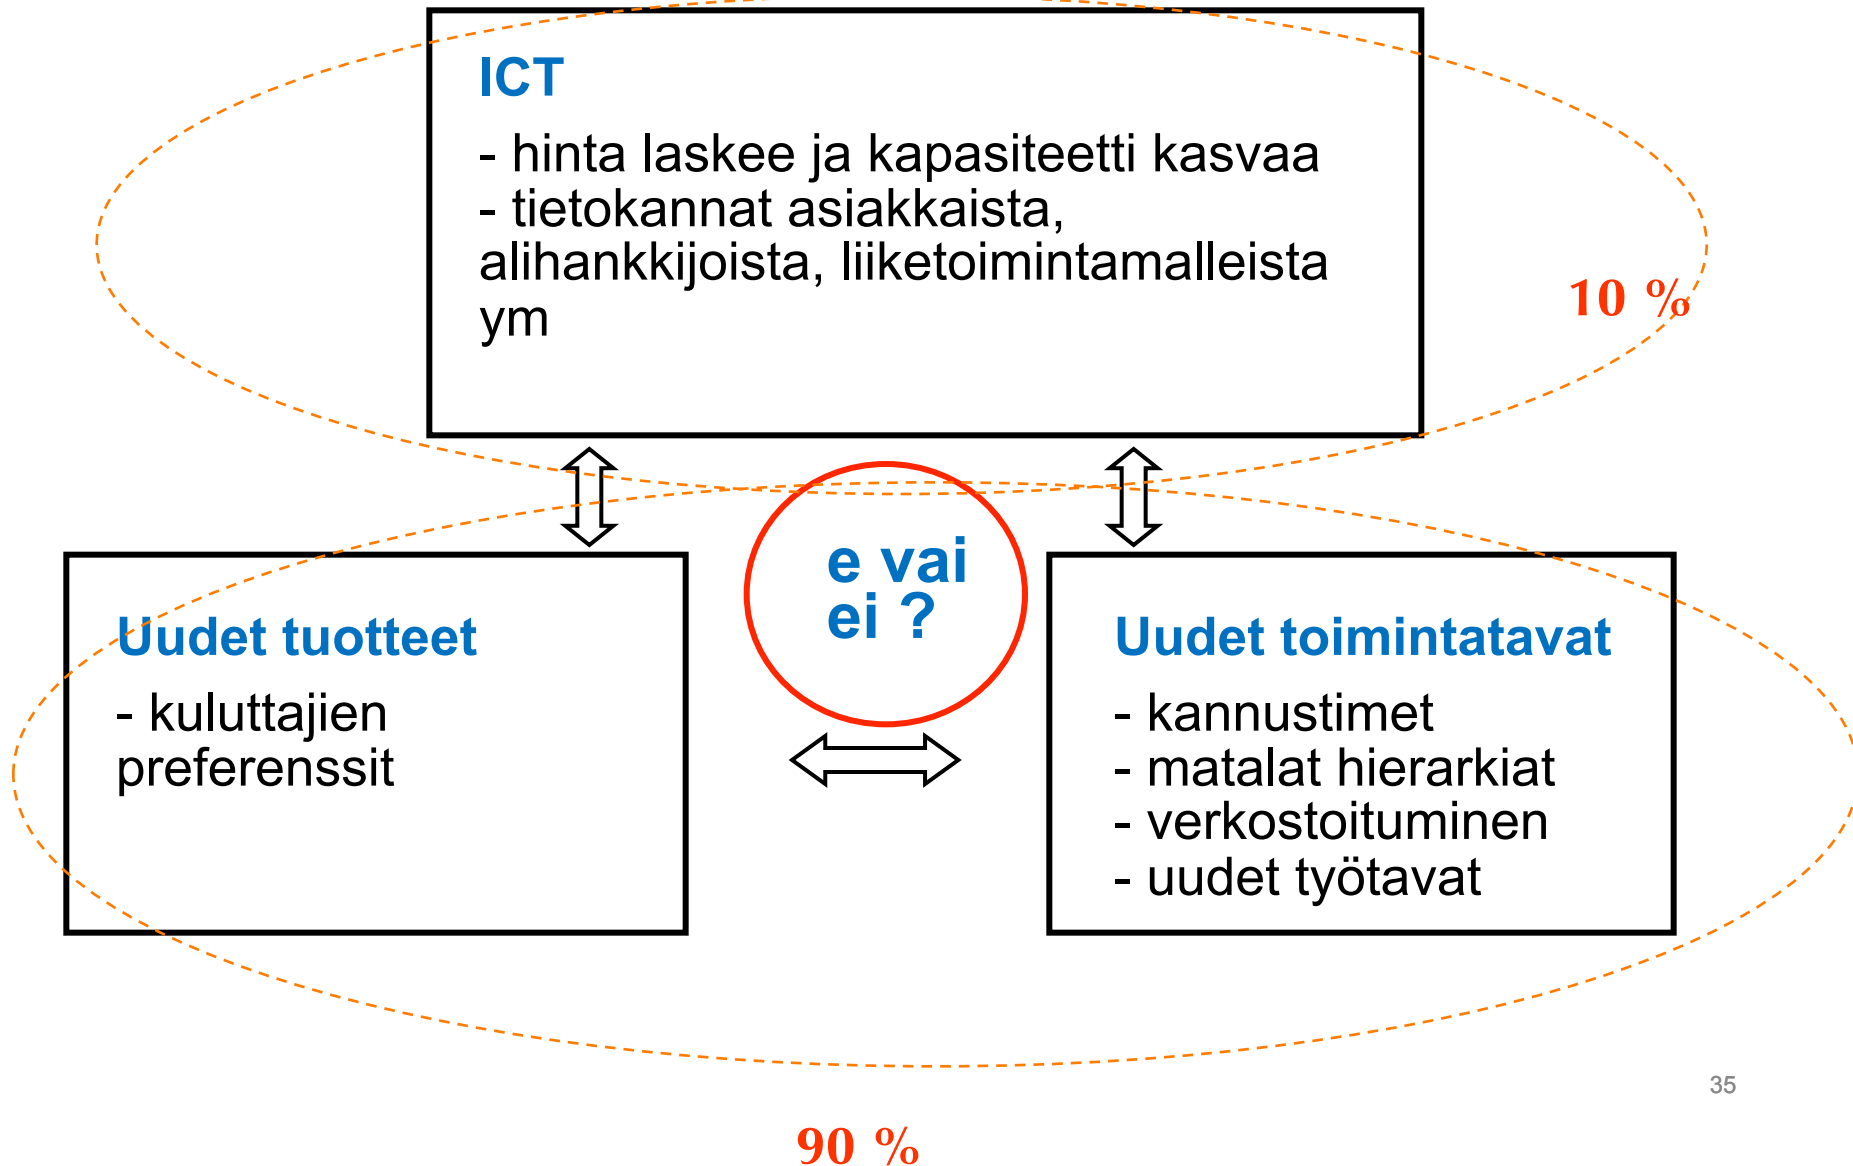 ICT
- hinta laskee ja kapasiteetti kasvaa
- tietokannat asiakkaista,
alihankkijoista, liiketoimintamalleista
ym
10 %
e vai
ei ?
Uudet tuotteet
- kuluttajien
preferenssit
Uudet toimintatavat
- kannustimet
- matalat hierarkiat
- verkostoituminen
- uudet työtavat
35
90 %